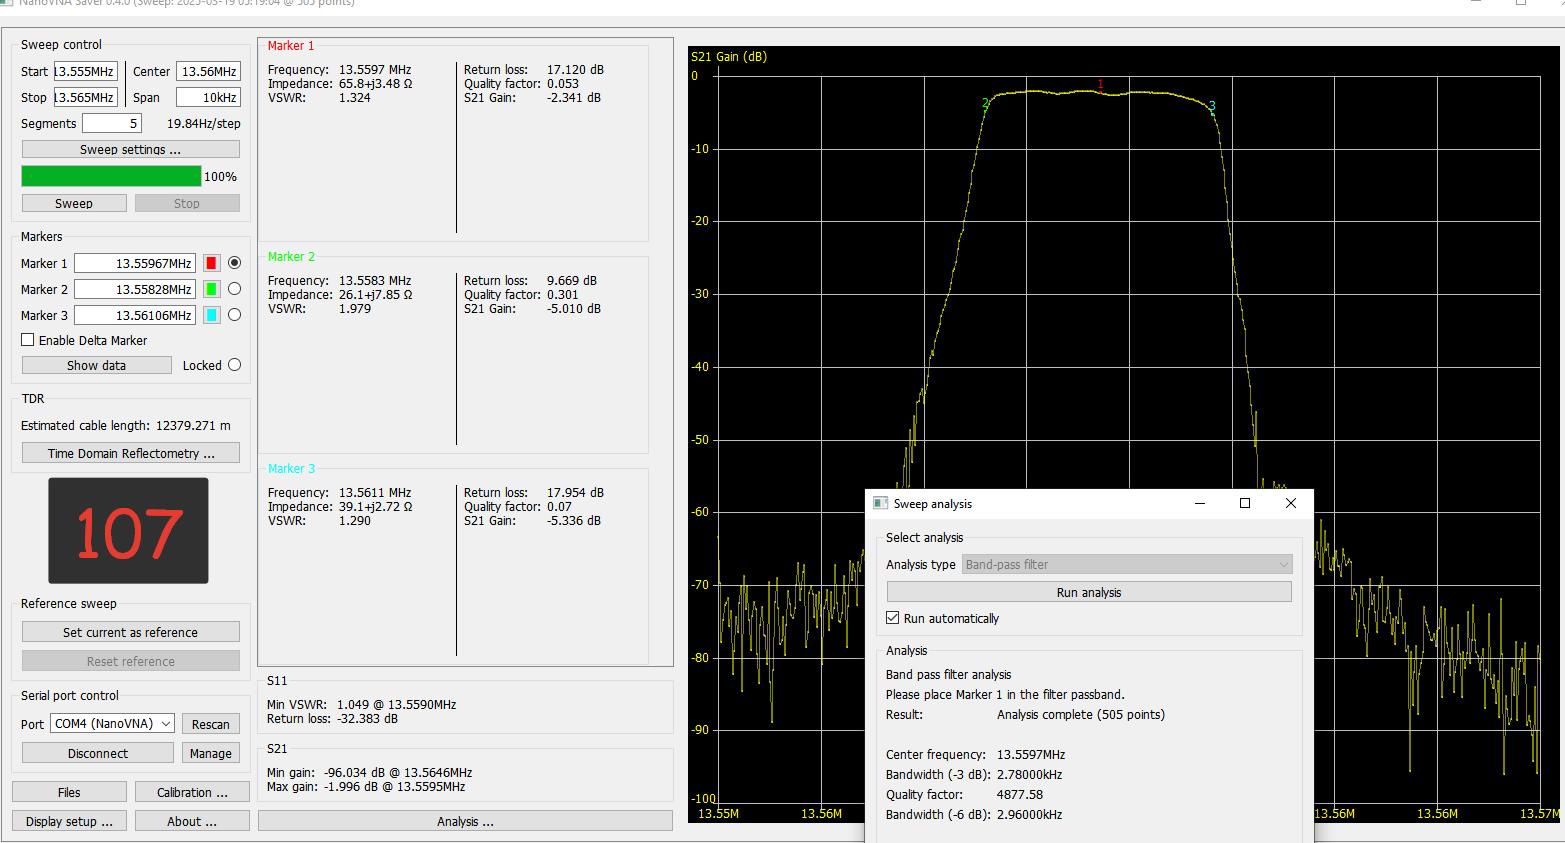 NanoVNA Saver 0.4.0 (Sweep: 2025-03-19 05:19:04 @ 505 points)
Sweep control
Start 13.555MHz Center 13.56MHz
Stop 13.565MHz Span 10kHz
Segments 5 19.84Hz/step
Sweep settings ...
100%
Sweep Stop
Markers
Marker 1 13.55967MHz
Marker 2 13.55828MHz
Marker 3 13.56106MHz
Enable Delta Marker
Show data Locked
TDR
Estimated cable length: 12379.271 m
Time Domain Reflectometry ...
107
Reference sweep
Set current as reference
Reset reference
Serial port control
Port COM4 (NanoVNA) Rescan
Disconnect Manage
Files Calibration ...
Display setup ... About ...
Marker 1
Frequency: 13.5597 MHz Return loss: 17.120 dB
Impedance: 65.8+j3.48 Ω Quality factor: 0.053
VSWR: 1.324 S21 Gain: -2.341 dB
Marker 2
Frequency: 13.5583 MHz Return loss: 9.669 dB
Impedance: 26.1+j7.85 Ω Quality factor: 0.301
VSWR: 1.979 S21 Gain: -5.010 dB
Marker 3
Frequency: 13.5611 MHz Return loss: 17.954 dB
Impedance: 39.1+j2.72 Ω Quality factor: 0.07
VSWR: 1.290 S21 Gain: -5.336 dB
S11
Min VSWR: 1.049 @ 13.5590MHz
Return loss: -32.383 dB
S21
Min gain: -96.034 dB @ 13.5646MHz
Max gain: -1.996 dB @ 13.5595MHz
Analysis ...
S21 Gain (dB)
0
-10
-20
-30
-40
-50
-60
-70
-80
-90
-100
1
2
3
13.55M 13.56M 13.56M 13.56M 13.57M
Sweep analysis
Select analysis
Analysis type Band-pass filter
Run analysis
Run automatically
Analysis
Band pass filter analysis
Please place Marker 1 in the filter passband.
Result: Analysis complete (505 points)
Center frequency: 13.5597MHz
Bandwidth (-3 dB): 2.78000kHz
Quality factor: 4877.58
Bandwidth (-6 dB): 2.96000kHz